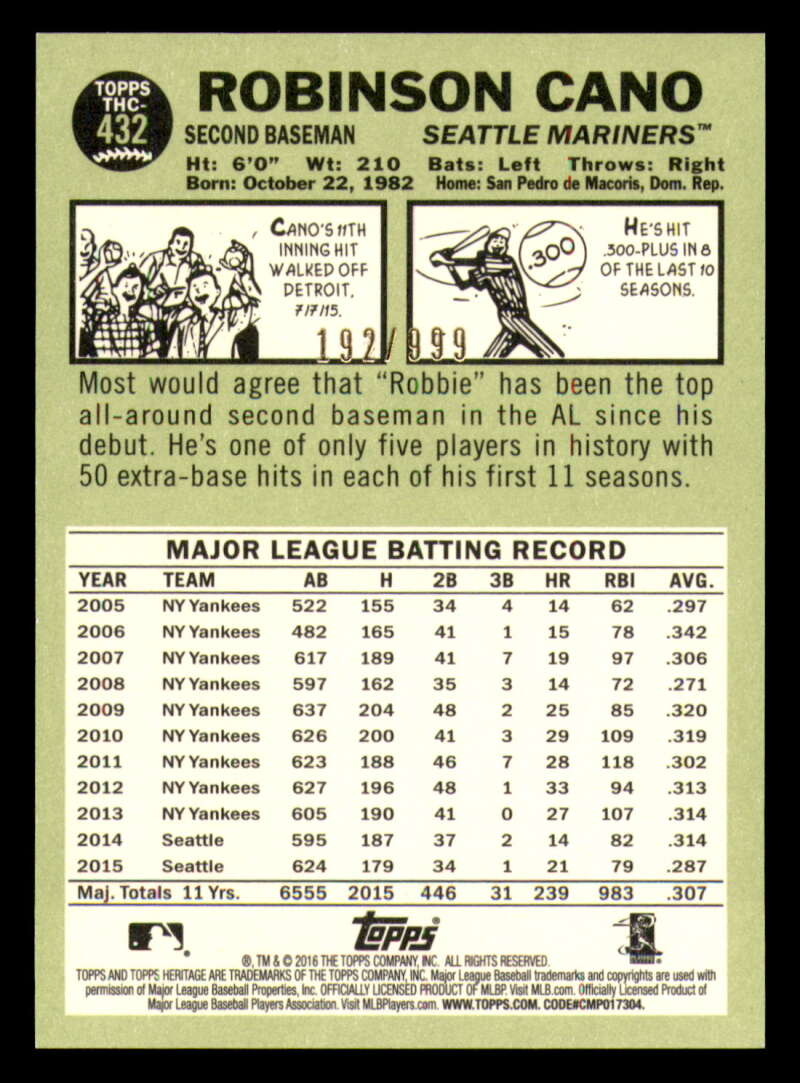 TOPPS
THC-
432
ROBINSON CANO
SECOND BASEMAN SEATTLE MARINERS™
Ht: 6'0" Wt: 210 Bats: Left Throws: Right
Born: October 22, 1982 Home: San Pedro de Macoris, Dom. Rep.
CANO'S 11TH
INNING HIT
WALKED OFF
DETROIT,
7/7/15.
.300
HE'S HIT
.300-PLUS IN 8
OF THE LAST 10
SEASONS.
192/999
Most would agree that “Robbie” has been the top
all-around second baseman in the AL since his
debut. He's one of only five players in history with
50 extra-base hits in each of his first 11 seasons.
MAJOR LEAGUE BATTING RECORD
YEAR TEAM AB H 2B 3B HR RBI AVG.
2005 NY Yankees 522 155 34 4 14 62 .297
2006 NY Yankees 482 165 41 1 15 78 .342
2007 NY Yankees 617 189 41 7 19 97 .306
2008 NY Yankees 597 162 35 3 14 72 .271
2009 NY Yankees 637 204 48 2 25 85 .320
2010 NY Yankees 626 200 41 3 29 109 .319
2011 NY Yankees 623 188 46 7 28 118 .302
2012 NY Yankees 627 196 48 1 33 94 .313
2013 NY Yankees 605 190 41 0 27 107 .314
2014 Seattle 595 187 37 2 14 82 .314
2015 Seattle 624 179 34 1 21 79 .287
Maj. Totals 11 Yrs. 6555 2015 446 31 239 983 .307
Topps®
®, TM & © 2016 THE TOPPS COMPANY, INC. ALL RIGHTS RESERVED.
TOPPS AND TOPPS HERITAGE ARE TRADEMARKS OF THE TOPPS COMPANY, INC. Major League Baseball trademarks and copyrights are used with
permission of Major League Baseball Properties, Inc. OFFICIALLY LICENSED PRODUCT OF MLBP. Visit MLB.com. Officially Licensed Product of
Major League Baseball Players Association. Visit MLBPlayers.com. WWW.TOPPS.COM. CODE#CMP017304.